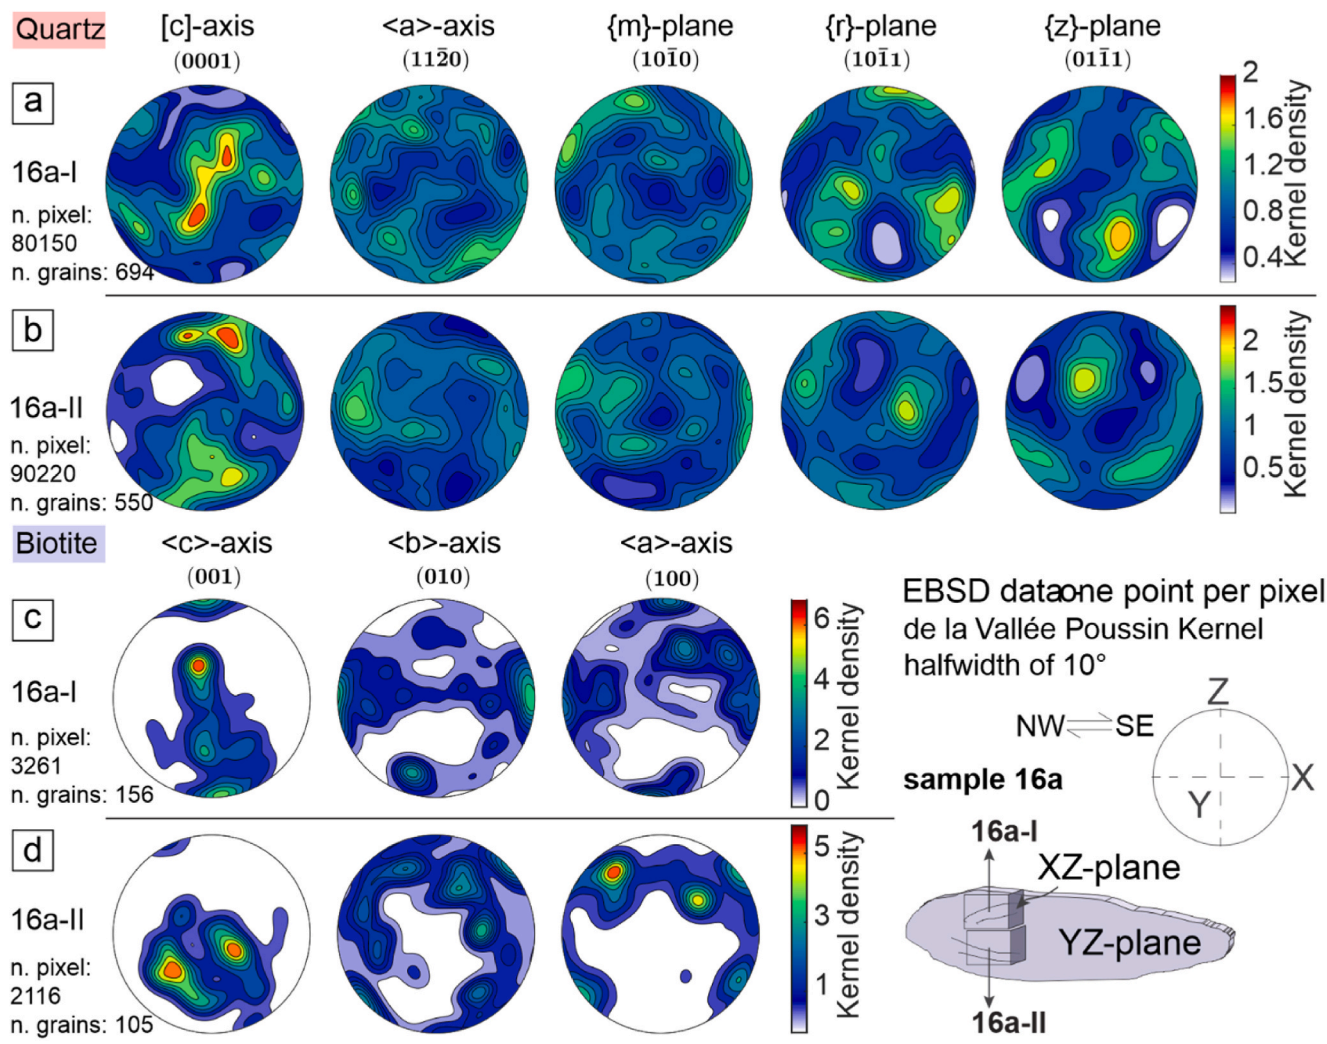 Quartz [c]-axis <a>-axis {m}-plane {r}-plane {z}-plane
(0001) (112̄0) (101̄0) (101̄1) (011̄1)
a
16a-I
n. pixel:
80150
n. grains: 694
2
1.6
1.2
0.8
0.4
Kernel density
b
16a-II
n. pixel:
90220
n. grains: 550
2
1.5
1
0.5
Kernel density
Biotite <c>-axis <b>-axis <a>-axis
(001) (010) (100)
c
16a-I
n. pixel:
3261
n. grains: 156
6
4
2
0
Kernel density
d
16a-II
n. pixel:
2116
n. grains: 105
5
3
1
Kernel density
EBSD data-one point per pixel
de la Vallée Poussin Kernel
halfwidth of 10°
NW SE
Z
X
Y
sample 16a
16a-I
XZ-plane
YZ-plane
16a-II